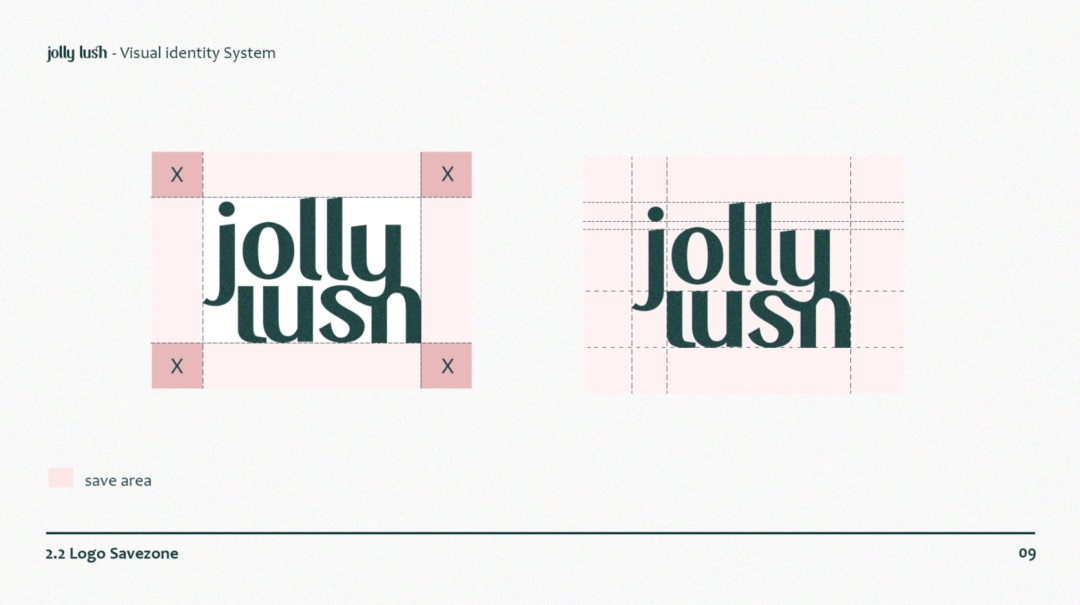 jolly lush - Visual identity System
X X
jolly
lush
X X
jolly
lush
save area
2.2 Logo Savezone
09